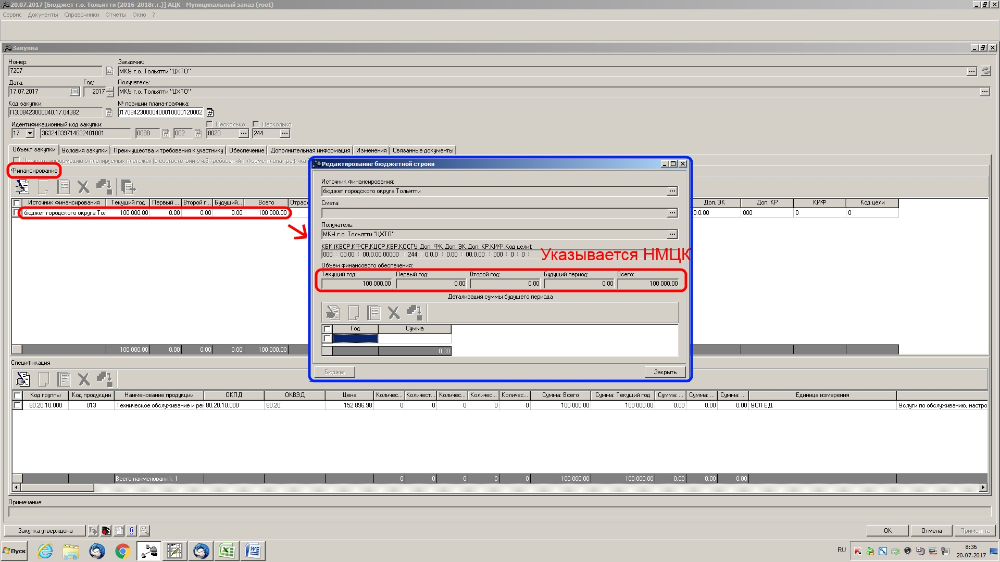 20.07.2017 [Бюджет г.о. Тольятти (2016-2018г.г.)] АЦК - Муниципальный заказ (root)
Сервис Документы Справочники Отчеты Окно ?
Закупка
Номер: Заказчик:
7207 МКУ г.о. Тольятти "ЦХТО"
Дата: Год: Получатель:
17.07.2017 2017 МКУ г.о. Тольятти "ЦХТО"
Код закупки: № позиции плана-графика:
ПЗ.08423000040.17.04382
Идентификационный код закупки: Несколько Несколько
17 36324039714632401001 0088 002 8020 244
Объект закупки Условия закупки Преимущества и требования к участнику Обеспечение Дополнительная информация Изменения Связанные документы
Уточнить информацию о планируемых платежах (в соответствии с ч.3 требований к форме плана-графика
Финансирование
Источник финансирования Текущий год Первый ... Второй г... Будущий... Всего Отрасл Доп. ЭК Доп. КР КИФ Код цели
бюджет городского округа Тол 100 000.00 0.00 0.00 0.00 100 000.00 0.0.00 000 0 0
100 000.00 0.00 0.00 0.00 100 000.00
Редактирование бюджетной строки
Источник финансирования:
бюджет городского округа Тольятти
Смета:
Получатель:
МКУ г.о. Тольятти "ЦХТО"
КБК (КВСР,КФСР,КЦСР,КВР,КОСГУ,Доп. ФК,Доп. ЭК,Доп. КР,КИФ,Код цели):
000 00.00 00.0.00.00000 244 0.0.0 0.00 00.0.00 000 0 0
Указывается НМЦК
Объем финансового обеспечения:
Текущий год: Первый год: Второй год: Будущий период: Всего:
100 000.00 0.00 0.00 0.00 100 000.00
Детализация суммы будущего периода
Год Сумма
0.00
Бюджет Закрыть
Спецификация
Код группы Код продукции Наименование продукции ОКПД ОКВЭД Цена Количес... Количест... Количес... Количес... Количес... Сумма: Всего Сумма: Текущий год Сумма: ... Сумма: ... Сумма: ... Единица измерения
80.20.10.000 013 Техническое обслуживание и рем 80.20.10.000 80.20. 152 896.98 0 0 0 0 0 100 000.00 100 000.00 0.00 0.00 0.00 УСЛ ЕД Услуги по обслуживанию, настро
Всего наименований: 1 0 0 0 0 0 100 000.00 100 000.00 0.00 0.00 0.00
Примечание:
Закупка утверждена ОК Отмена Применить
Пуск RU 8:36
20.07.2017